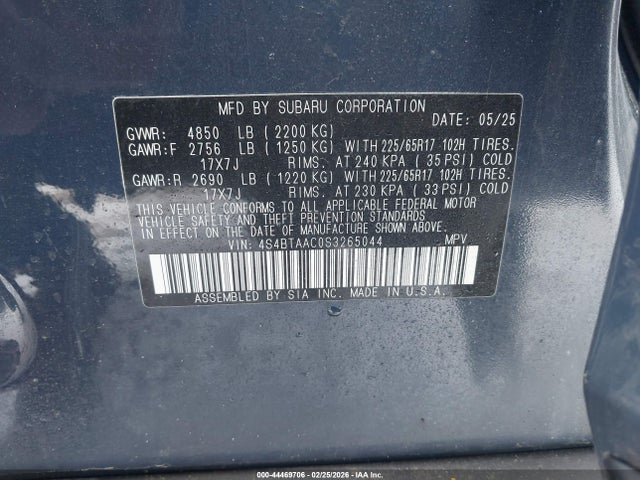 MFD BY SUBARU CORPORATION
DATE: 05/25
GVWR: 4850 LB (2200 KG)
GAWR:F 2756 LB (1250 KG) WITH 225/65R17 102H TIRES.
17X7J RIMS. AT 240 KPA (35 PSI) COLD
GAWR:R 2690 LB (1220 KG) WITH 225/65R17 102H TIRES.
17X7J RIMS. AT 230 KPA (33 PSI) COLD
THIS VEHICLE CONFORMS TO ALL APPLICABLE FEDERAL MOTOR
VEHICLE SAFETY AND THEFT PREVENTION STANDARDS
IN EFFECT ON THE DATE OF MANUFACTURE SHOWN ABOVE.
VIN: 4S4BTAAC0S3265044 MPV
ASSEMBLED BY SIA INC. MADE IN U.S.A.
000-44469706 - 02/25/2026 - IAA Inc.